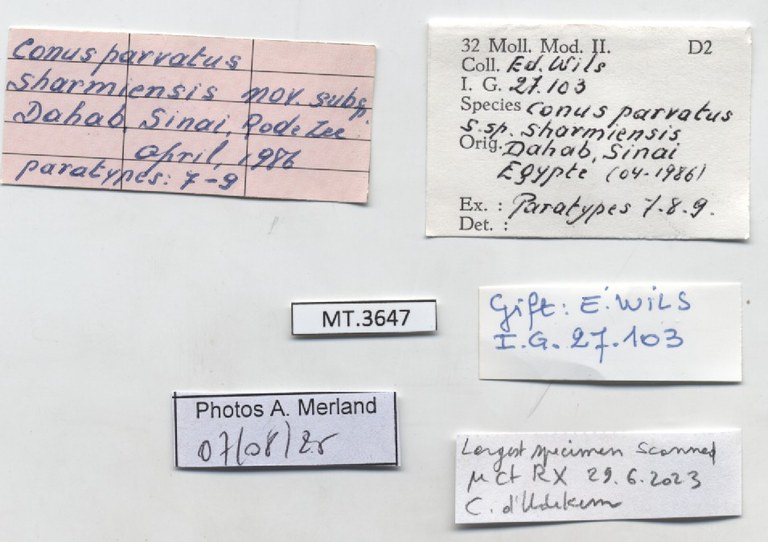 Conus parvatus
sharmiensis nov. subsp.
Dahab, Sinai, Rode Zee
april, 1986
paratypes: 7-9
32 Moll. Mod. II. D2
Coll. Ed. Wils
I. G. 27.103
Species Conus parvatus
s.sp. sharmiensis
Orig. Dahab, Sinai
Egypte (04-1986)
Ex. : Paratypes 7.8.9.
Det. :
MT.3647
Gift: E. WiLS
I.G. 27.103
Photos A. Merland
07/08/25
Largest specimen scanned
µCt RX 29.6.2023
C. d'Udekem